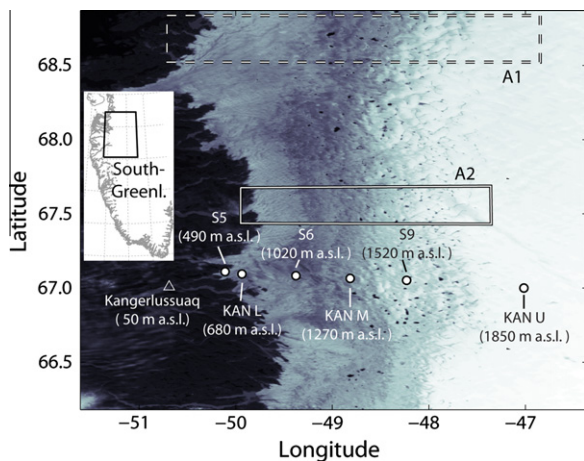 68.5
A1
68.0
South-
Greenl.
A2
67.5
Latitude
S5
(490 m a.s.l.)
S6
(1020 m a.s.l.)
S9
(1520 m a.s.l.)
67.0
Kangerlussuaq
( 50 m a.s.l.)
KAN L
(680 m a.s.l.)
KAN M
(1270 m a.s.l.)
KAN U
(1850 m a.s.l.)
66.5
−51
−50
−49
−48
−47
Longitude